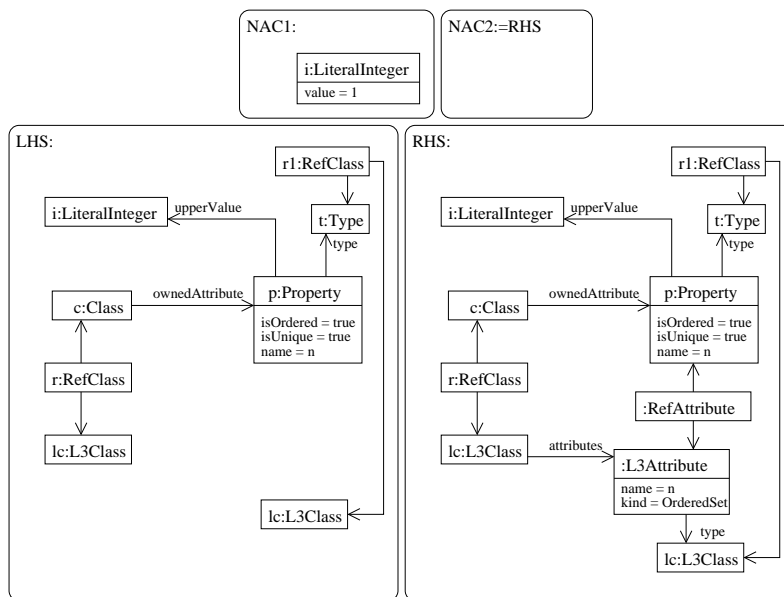 NAC1:
i:LiteralInteger
value = 1
NAC2:=RHS
LHS:
r1:RefClass
i:LiteralInteger
upperValue
t:Type
type
c:Class
ownedAttribute
p:Property
isOrdered = true
isUnique = true
name = n
r:RefClass
lc:L3Class
lc:L3Class
RHS:
r1:RefClass
i:LiteralInteger
upperValue
t:Type
type
c:Class
ownedAttribute
p:Property
isOrdered = true
isUnique = true
name = n
r:RefClass
:RefAttribute
lc:L3Class
attributes
:L3Attribute
name = n
kind = OrderedSet
type
lc:L3Class